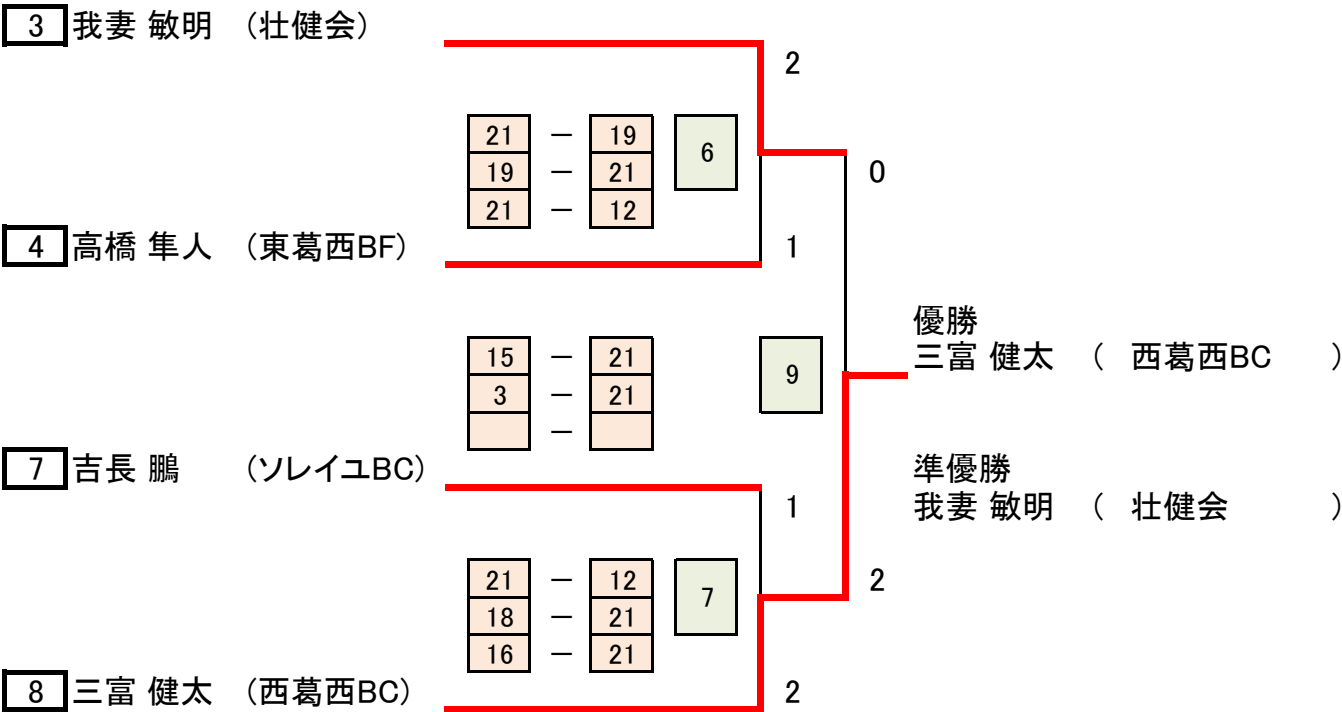 3 我妻 敏明 （壮健会）
2
21 － 19
6
19 － 21
0
21 － 12
4 高橋 隼人 （東葛西BF）
1
優勝
15 － 21
9
三富 健太 （ 西葛西BC ）
3 － 21
－
7 吉長 鵬 （ソレイユBC）
準優勝
1
我妻 敏明 （ 壮健会 ）
21 － 12
7
2
18 － 21
16 － 21
8 三富 健太 （西葛西BC）
2